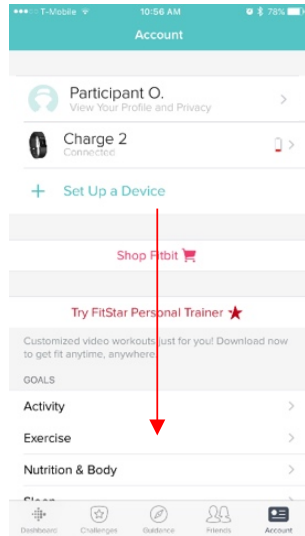 T-Mobile 10:56 AM 78%
Account
Participant O.
View Your Profile and Privacy
Charge 2
Connected
+ Set Up a Device
Shop Fitbit
Try FitStar Personal Trainer
Customized video workouts just for you! Download now
to get fit anytime, anywhere.
GOALS
Activity
Exercise
Nutrition & Body
Sleep
Dashboard Challenges Guidance Friends Account